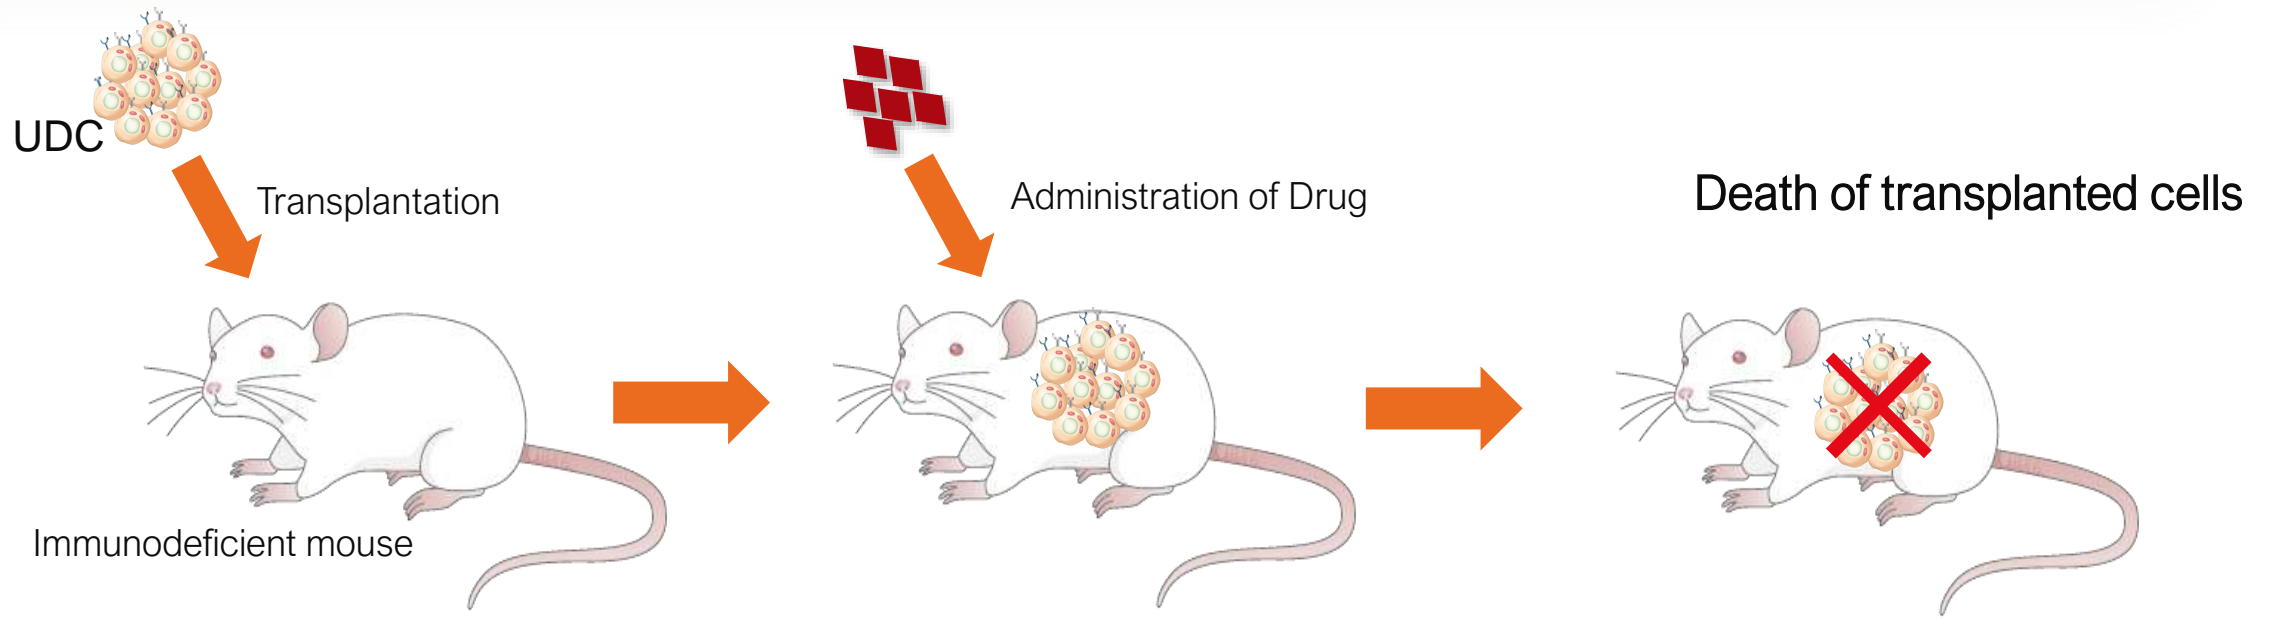 UDC
Transplantation
Administration of Drug
Death of transplanted cells
Immunodeficient mouse